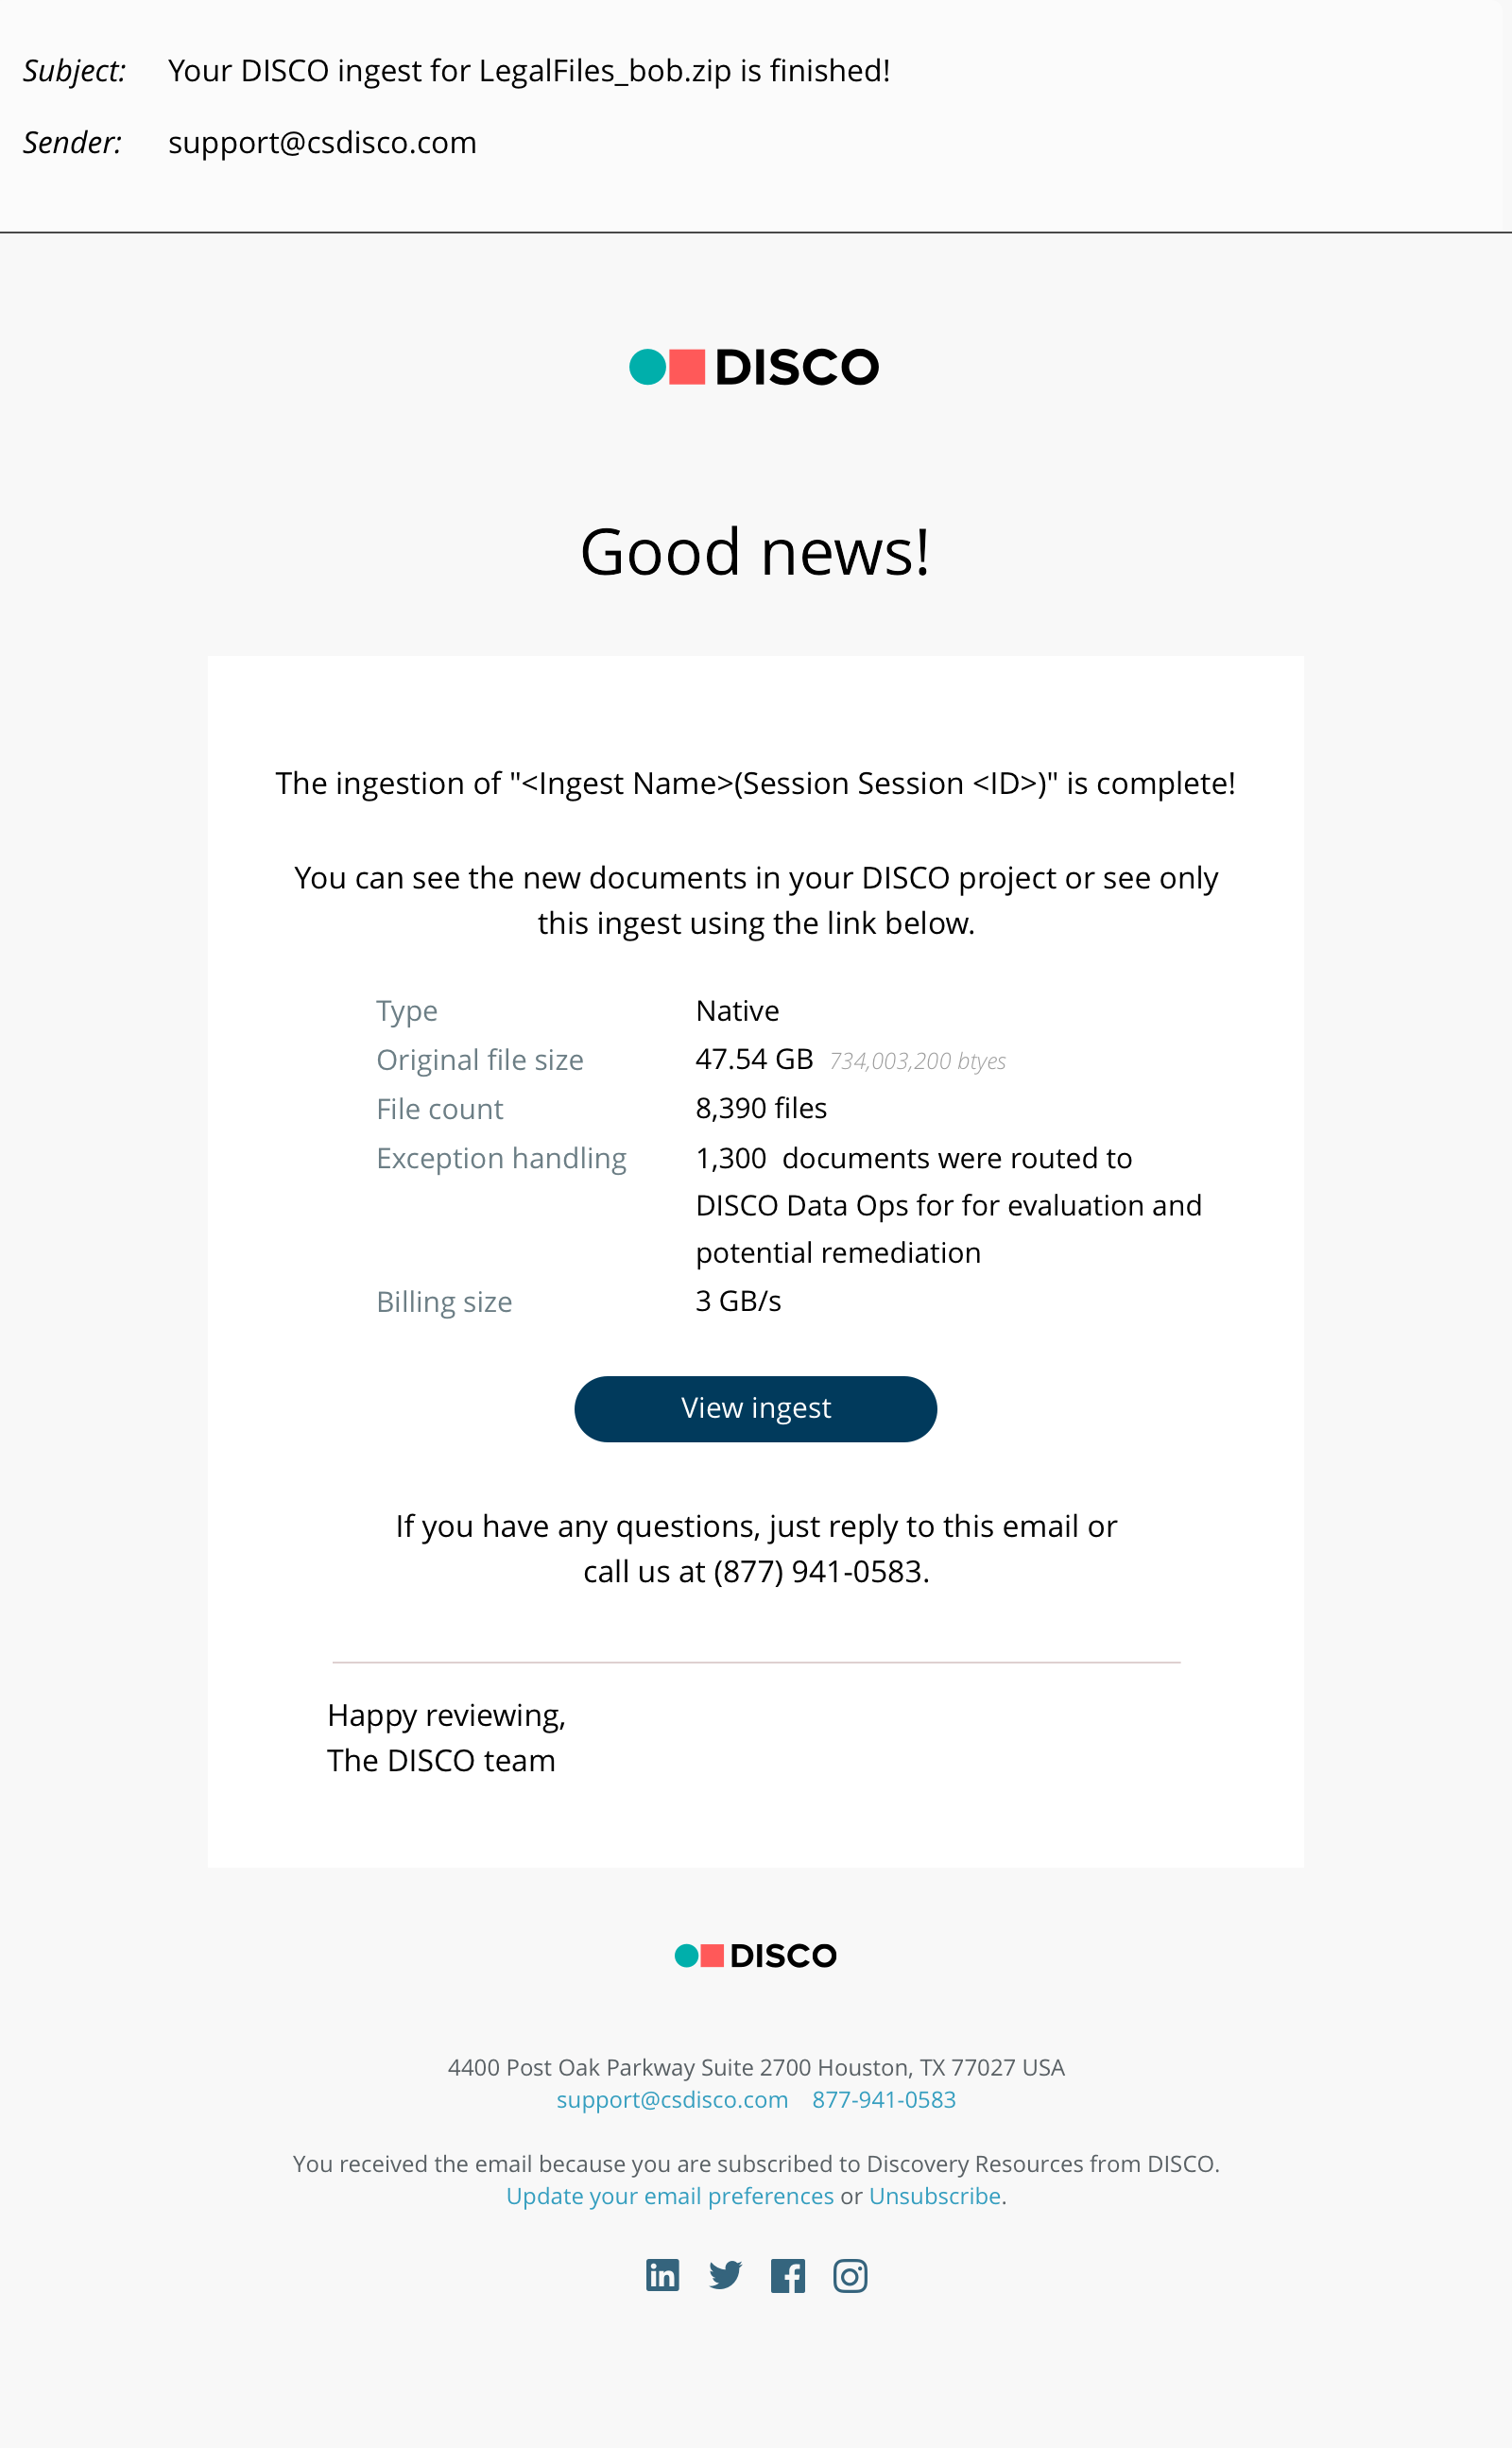 Subject: Your DISCO ingest for LegalFiles_bob.zip is finished!
Sender: support@csdisco.com
DISCO
Good news!
The ingestion of "<Ingest Name>(Session Session <ID>)" is complete!
You can see the new documents in your DISCO project or see only
this ingest using the link below.
Type Native
Original file size 47.54 GB 734,003,200 btyes
File count 8,390 files
Exception handling 1,300 documents were routed to
DISCO Data Ops for for evaluation and
potential remediation
Billing size 3 GB/s
View ingest
If you have any questions, just reply to this email or
call us at (877) 941-0583.
Happy reviewing,
The DISCO team
DISCO
4400 Post Oak Parkway Suite 2700 Houston, TX 77027 USA
support@csdisco.com 877-941-0583
You received the email because you are subscribed to Discovery Resources from DISCO.
Update your email preferences or Unsubscribe.